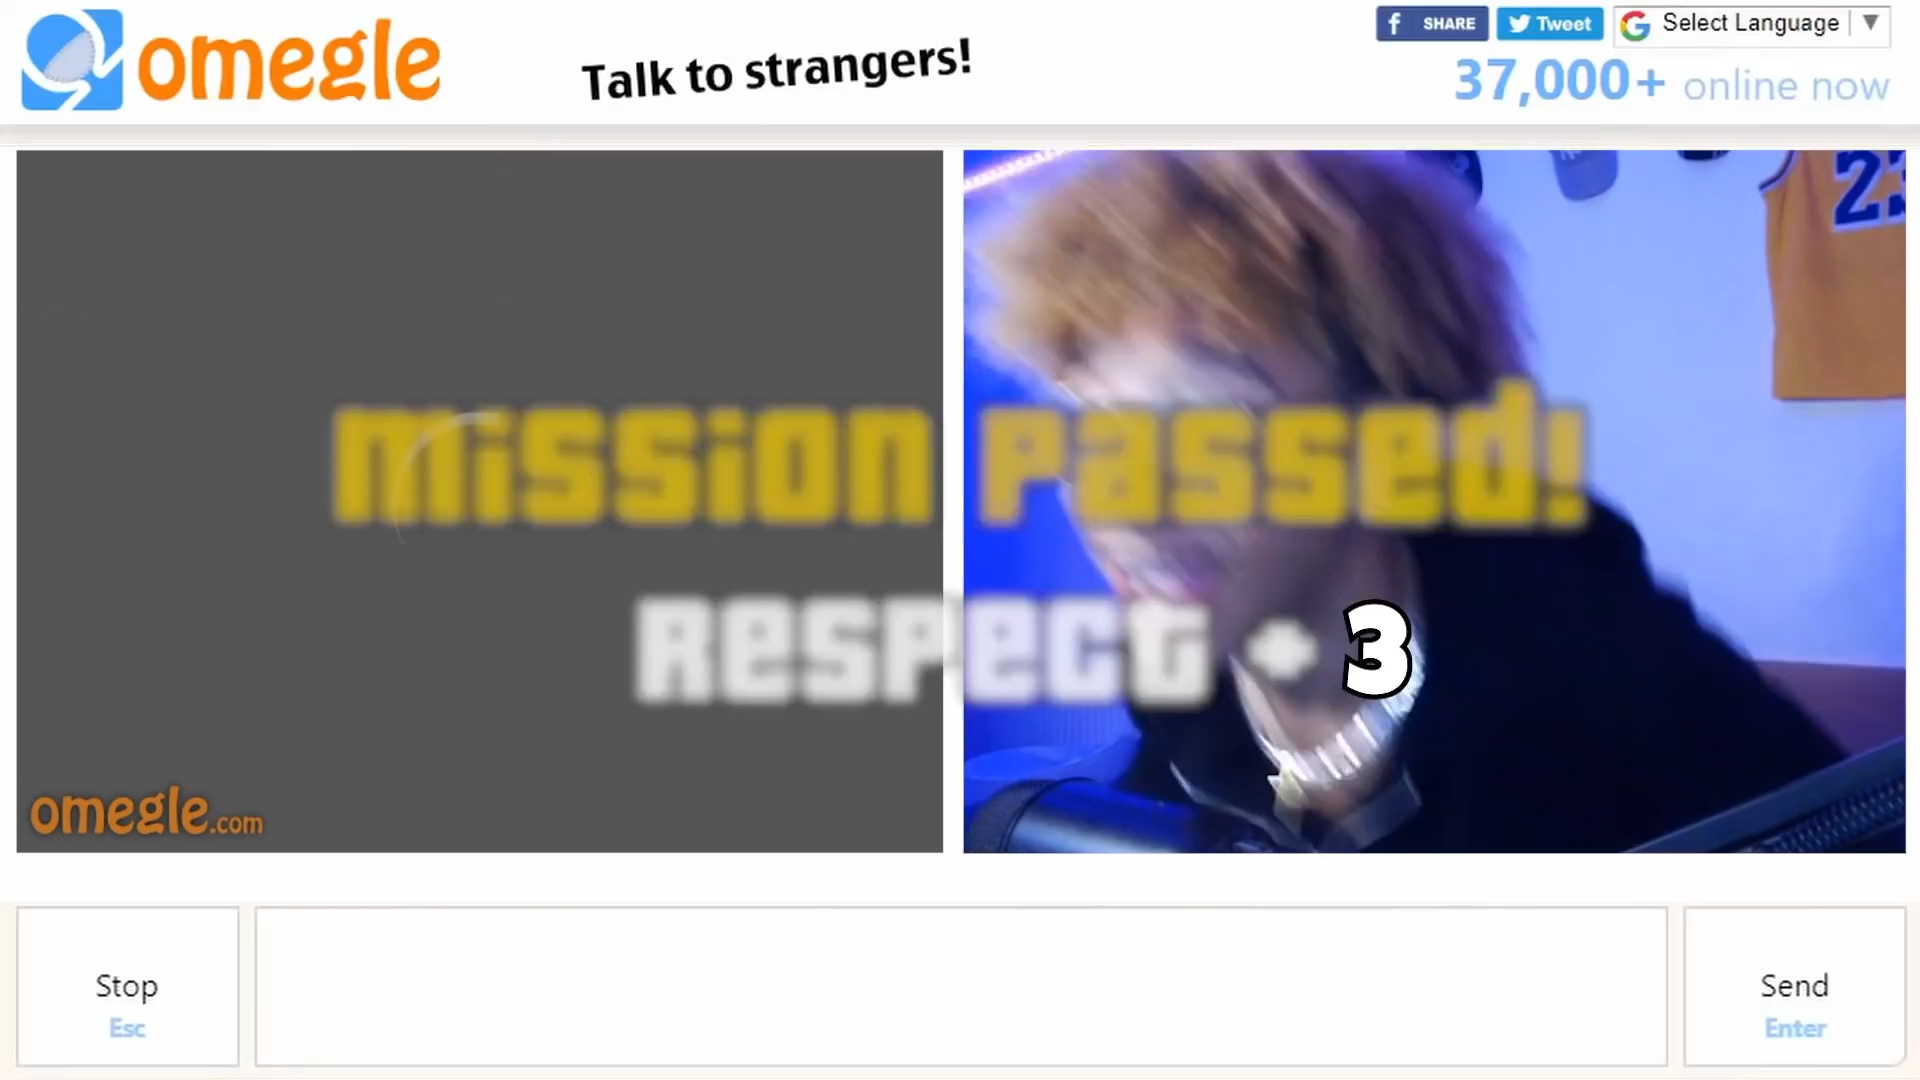 omegle
Talk to strangers!
f SHARE
Tweet
G Select Language ▼
37,000+ online now
23
mission passed!
RESPECT + 3
omegle.com
Stop
Esc
Send
Enter